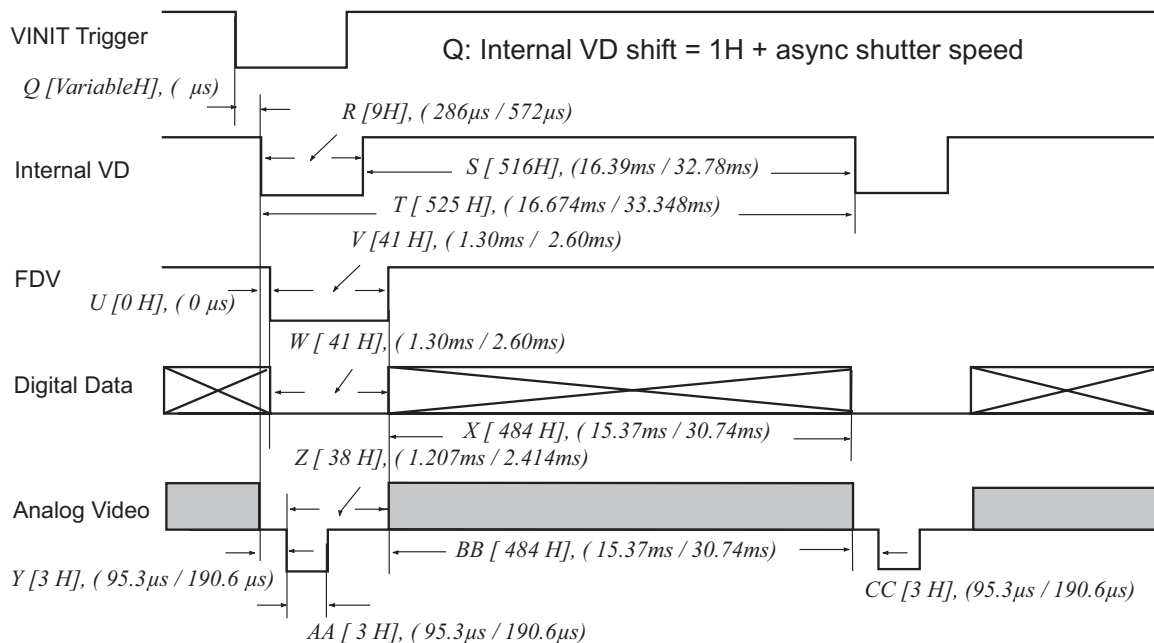 VINIT Trigger
Q: Internal VD shift = 1H + async shutter speed
Q [VariableH], ( μs)
R [9H], ( 286μs / 572μs)
Internal VD
S [ 516H], (16.39ms / 32.78ms)
T [ 525 H], ( 16.674ms / 33.348ms)
V [41 H], ( 1.30ms / 2.60ms)
FDV
U [0 H], ( 0 μs)
W [ 41 H], ( 1.30ms / 2.60ms)
Digital Data
X [ 484 H], ( 15.37ms / 30.74ms)
Z [ 38 H], ( 1.207ms / 2.414ms)
Analog Video
BB [ 484 H], ( 15.37ms / 30.74ms)
Y [3 H], ( 95.3μs / 190.6 μs)
CC [3 H], (95.3μs / 190.6μs)
AA [ 3 H], ( 95.3μs / 190.6μs)